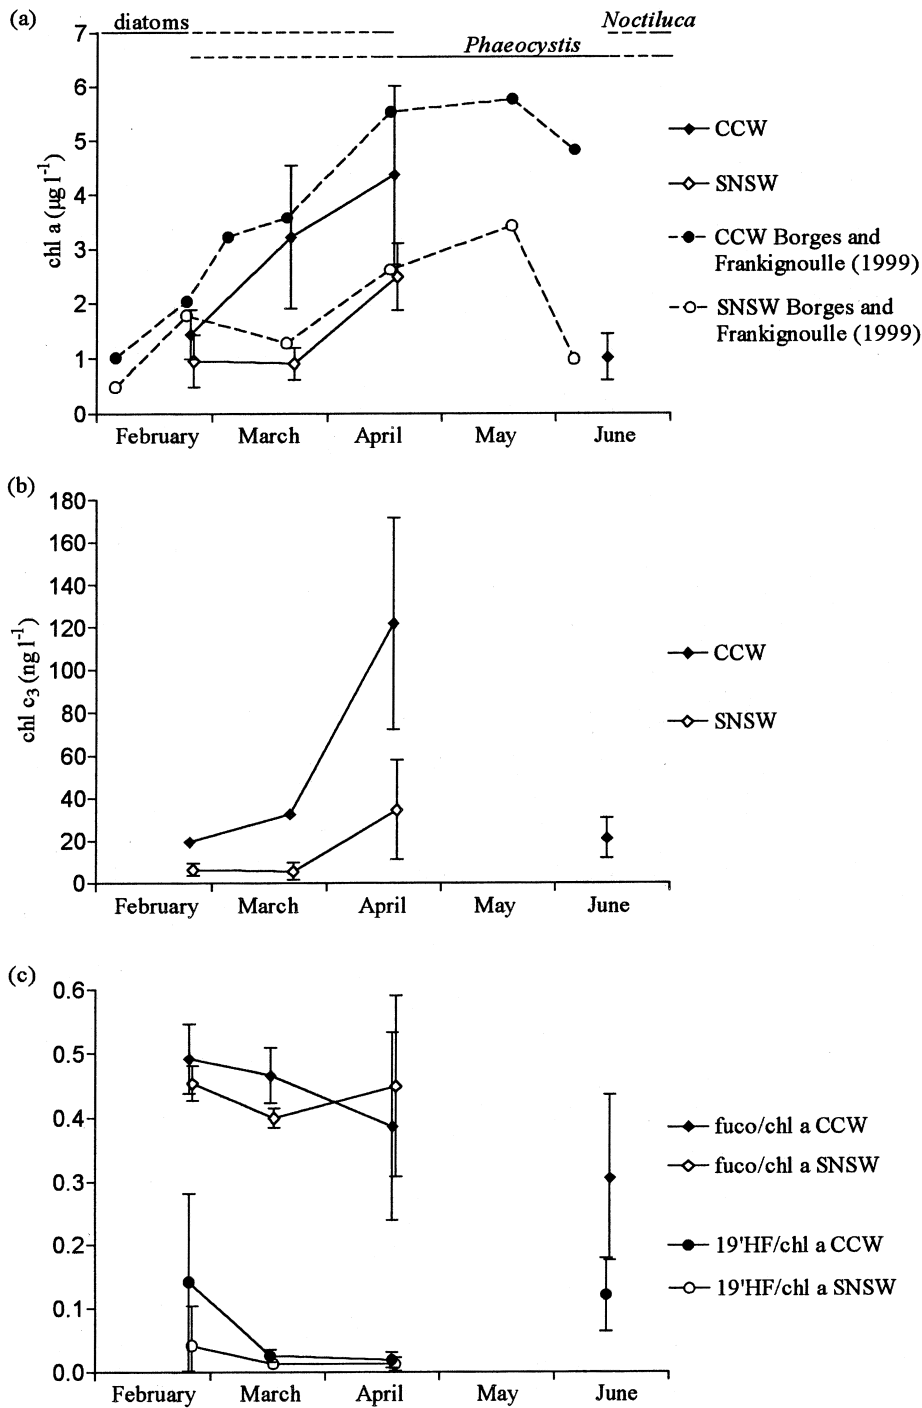 (a)
diatoms
Noctiluca
Phaeocystis
7
6
5
4
3
2
1
0
chl a (µg l⁻¹)
February March April May June
CCW
SNSW
CCW Borges and
Frankignoulle (1999)
SNSW Borges and
Frankignoulle (1999)
(b)
180
160
140
120
100
80
60
40
20
0
chl c₃ (ng l⁻¹)
February March April May June
CCW
SNSW
(c)
0.6
0.5
0.4
0.3
0.2
0.1
0.0
February March April May June
fuco/chl a CCW
fuco/chl a SNSW
19'HF/chl a CCW
19'HF/chl a SNSW